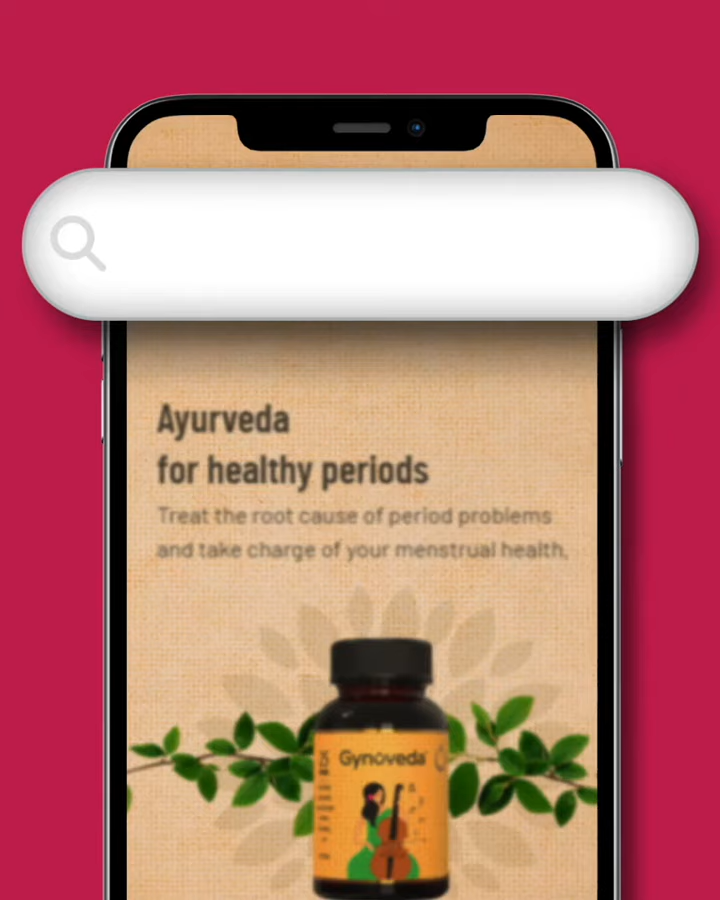 Ayurveda
for healthy periods
Treat the root cause of period problems
and take charge of your menstrual health.
Gynoveda